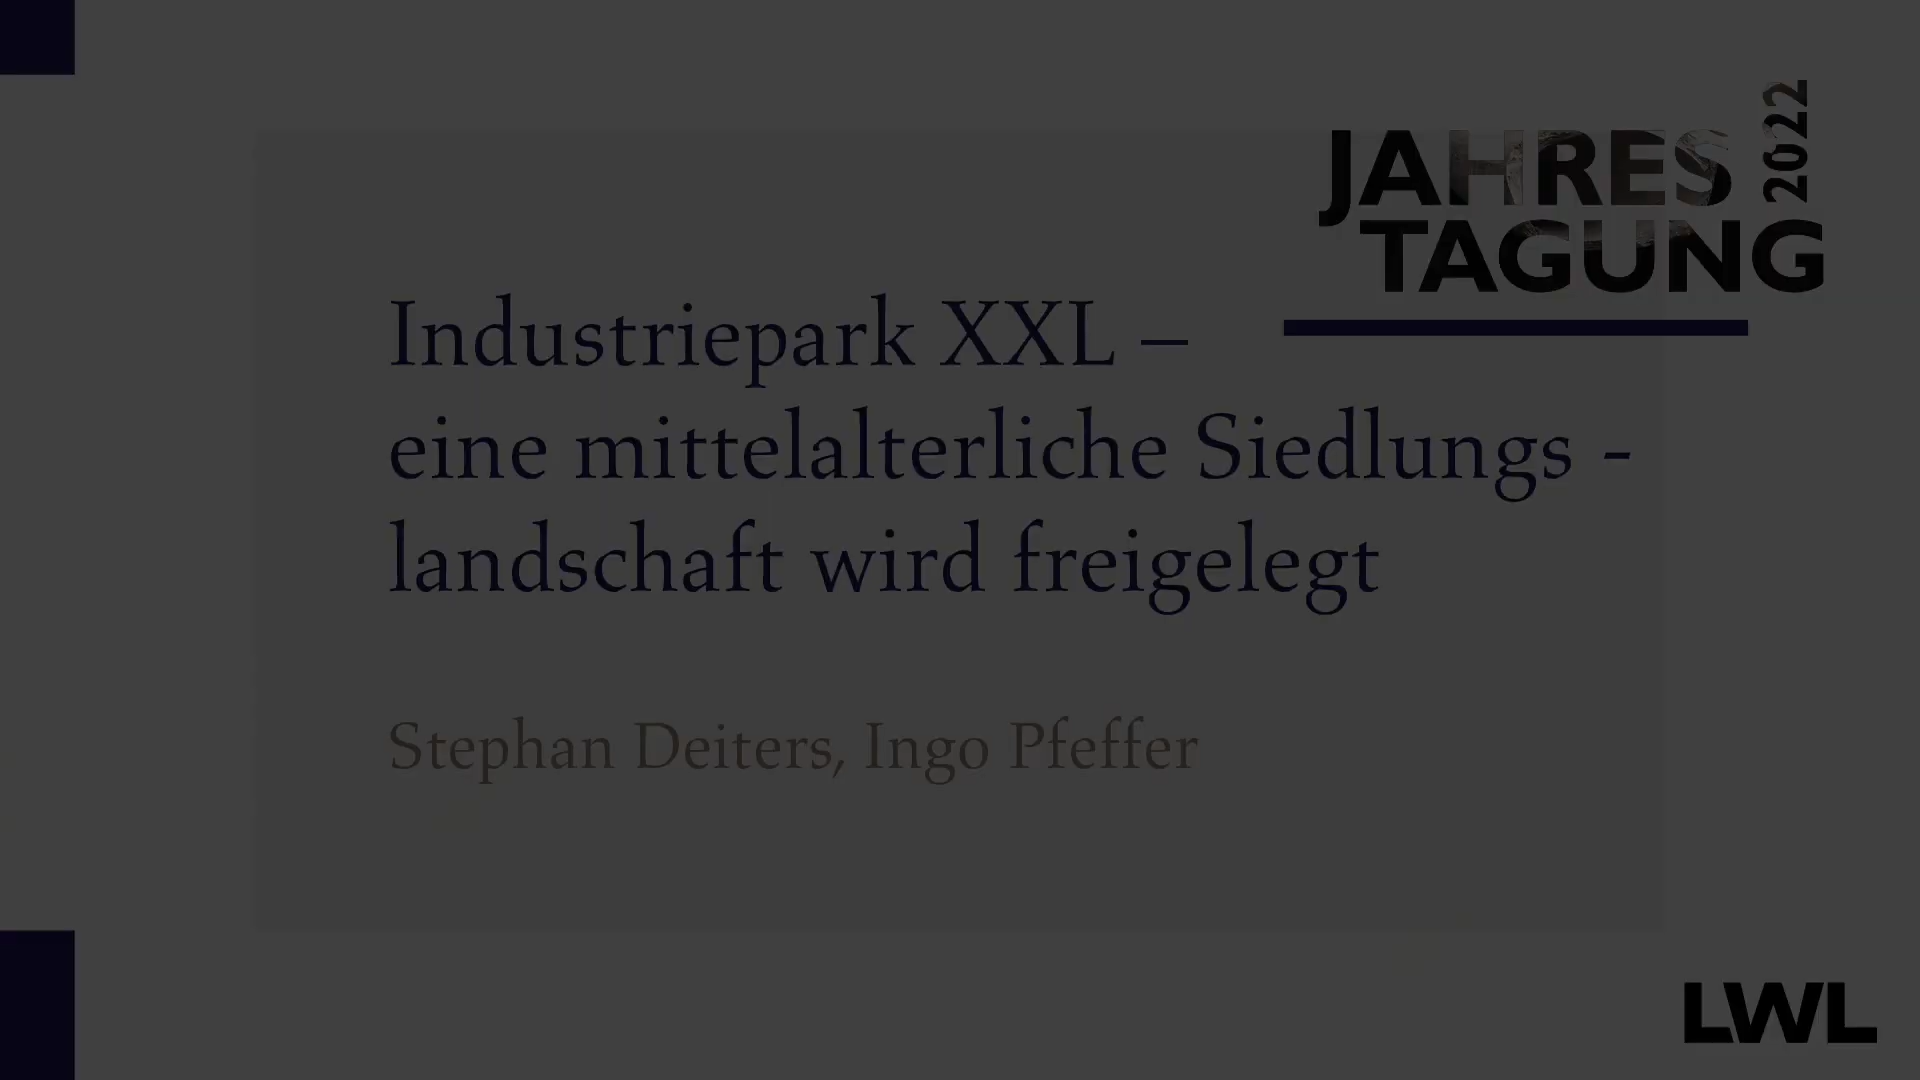 JAHRES
TAGUNG
2022
Industriepark XXL –
eine mittelalterliche Siedlungs -
landschaft wird freigelegt
Stephan Deiters, Ingo Pfeffer
LWL